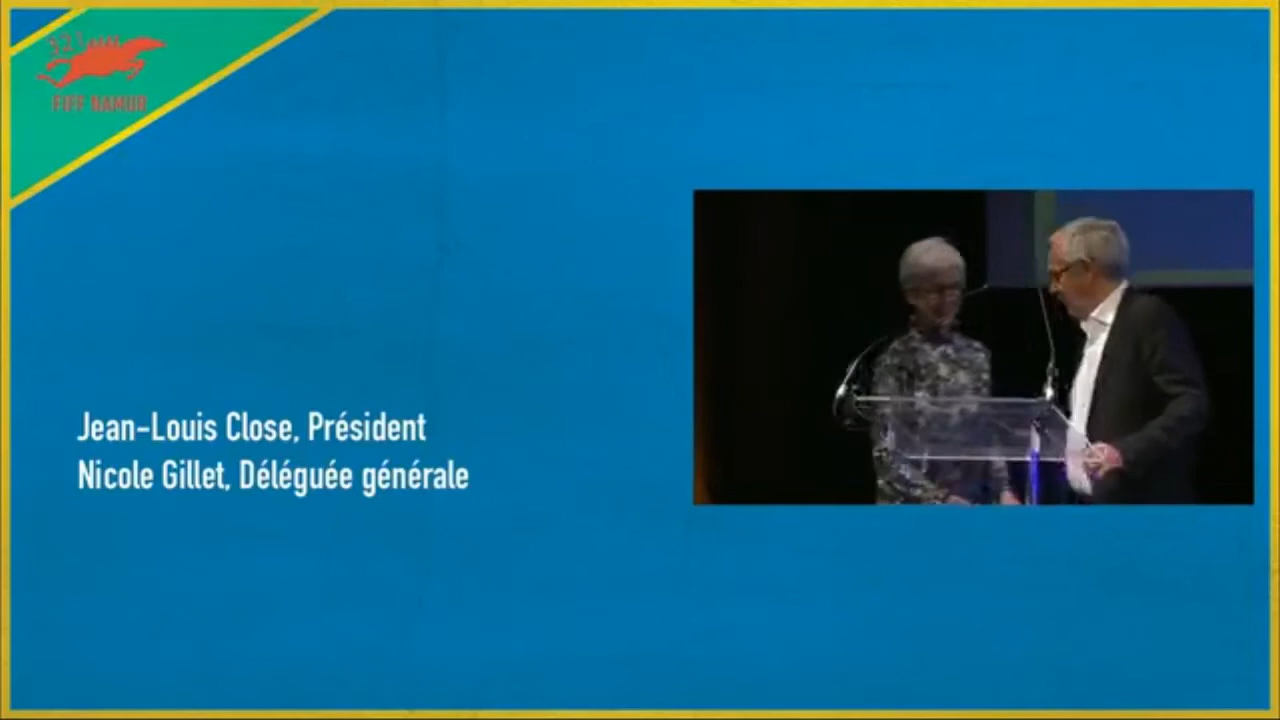 FIFF NAMUR
Jean-Louis Close, Président
Nicole Gillet, Déléguée générale